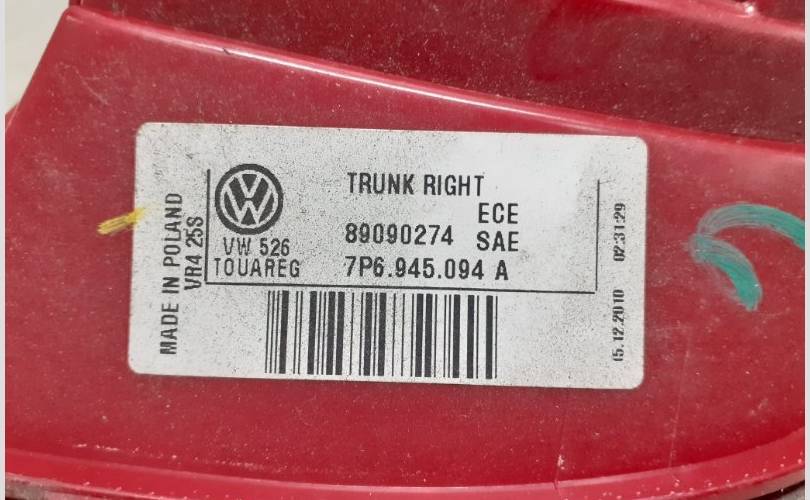 TRUNK RIGHT
ECE
89090274 SAE
7P6.945.094 A
VW 526
TOUAREG
MADE IN POLAND
VR4 25S
15.12.2010 02:31:29